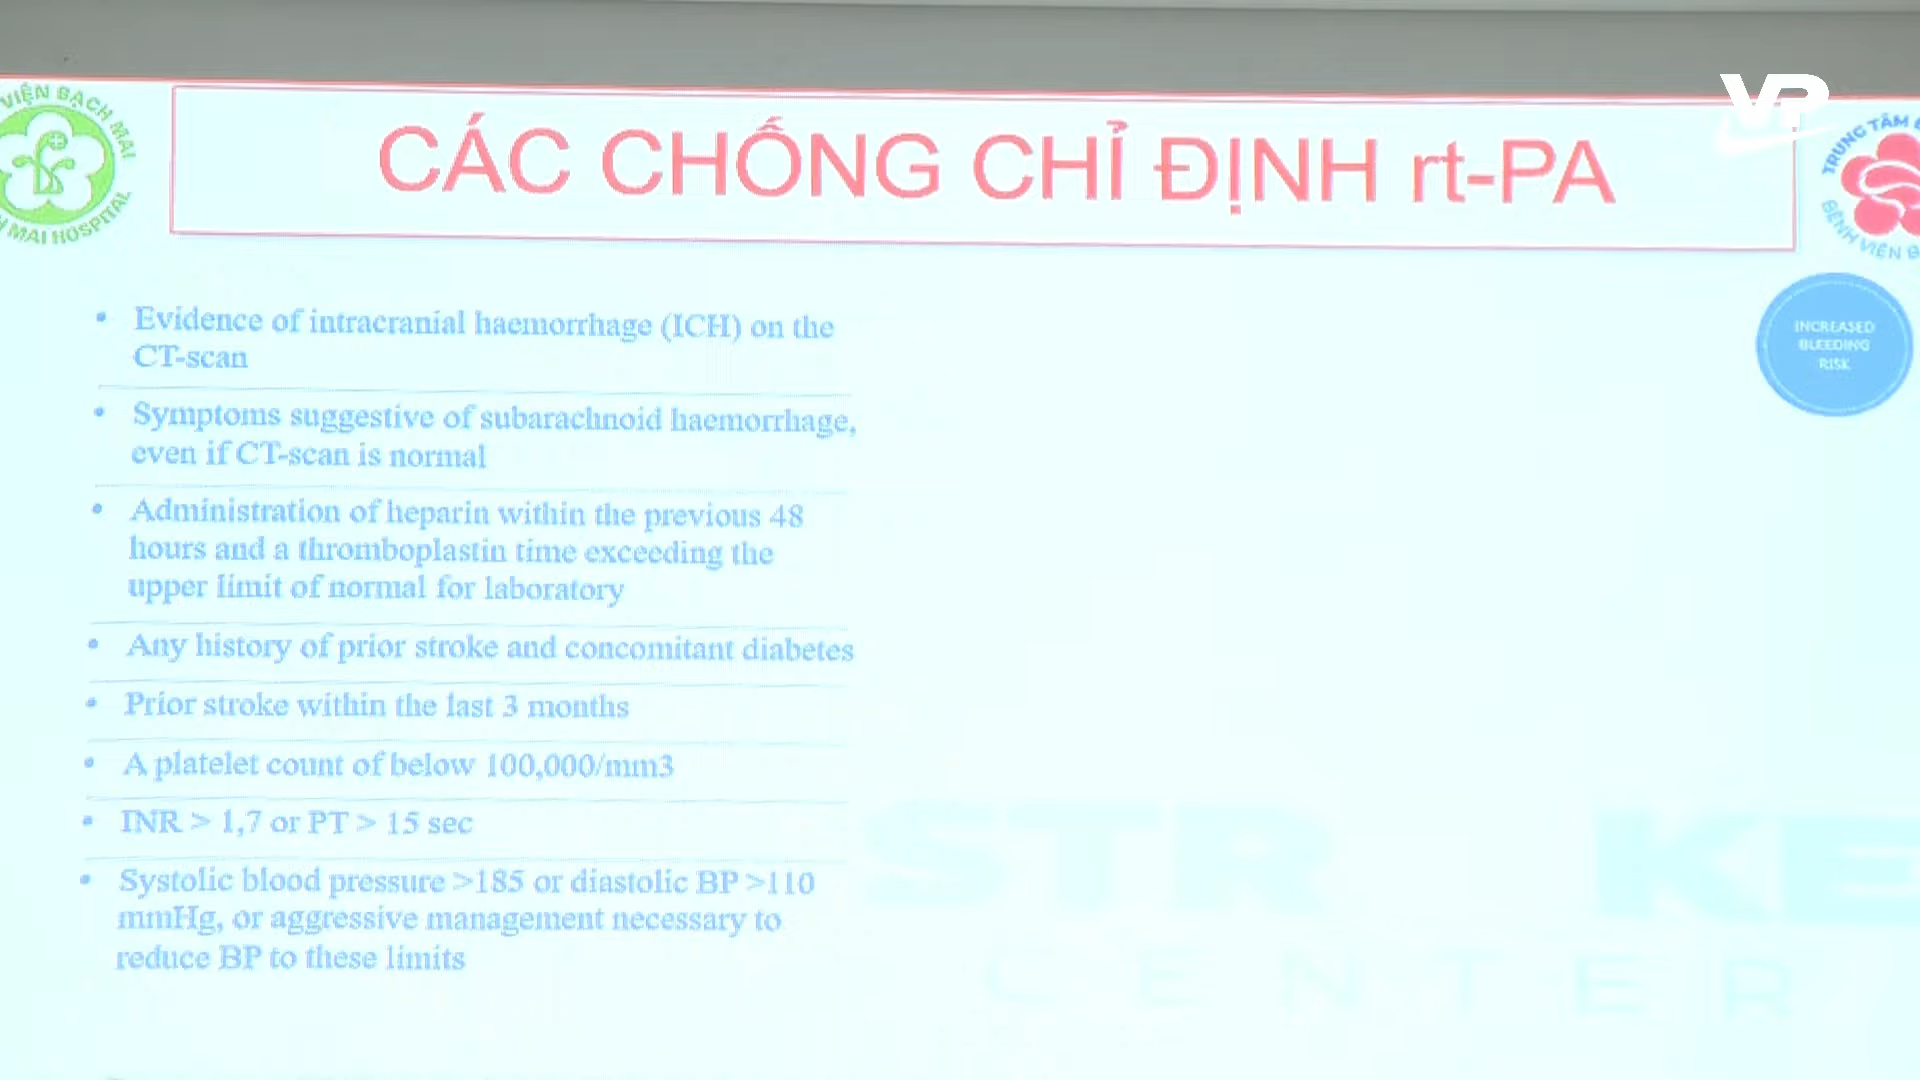 VIỆN BẠCH MAI
MAI HOSPITAL
CÁC CHỐNG CHỈ ĐỊNH rt-PA
VP
TRUNG TÂM
BỆNH VIỆN
INCREASED
BLEEDING
RISK
• Evidence of intracranial haemorrhage (ICH) on the
CT-scan
• Symptoms suggestive of subarachnoid haemorrhage,
even if CT-scan is normal
• Administration of heparin within the previous 48
hours and a thromboplastin time exceeding the
upper limit of normal for laboratory
• Any history of prior stroke and concomitant diabetes
• Prior stroke within the last 3 months
• A platelet count of below 100,000/mm3
• INR > 1,7 or PT > 15 sec
• Systolic blood pressure >185 or diastolic BP >110
mmHg, or aggressive management necessary to
reduce BP to these limits
STR KE
CENTER